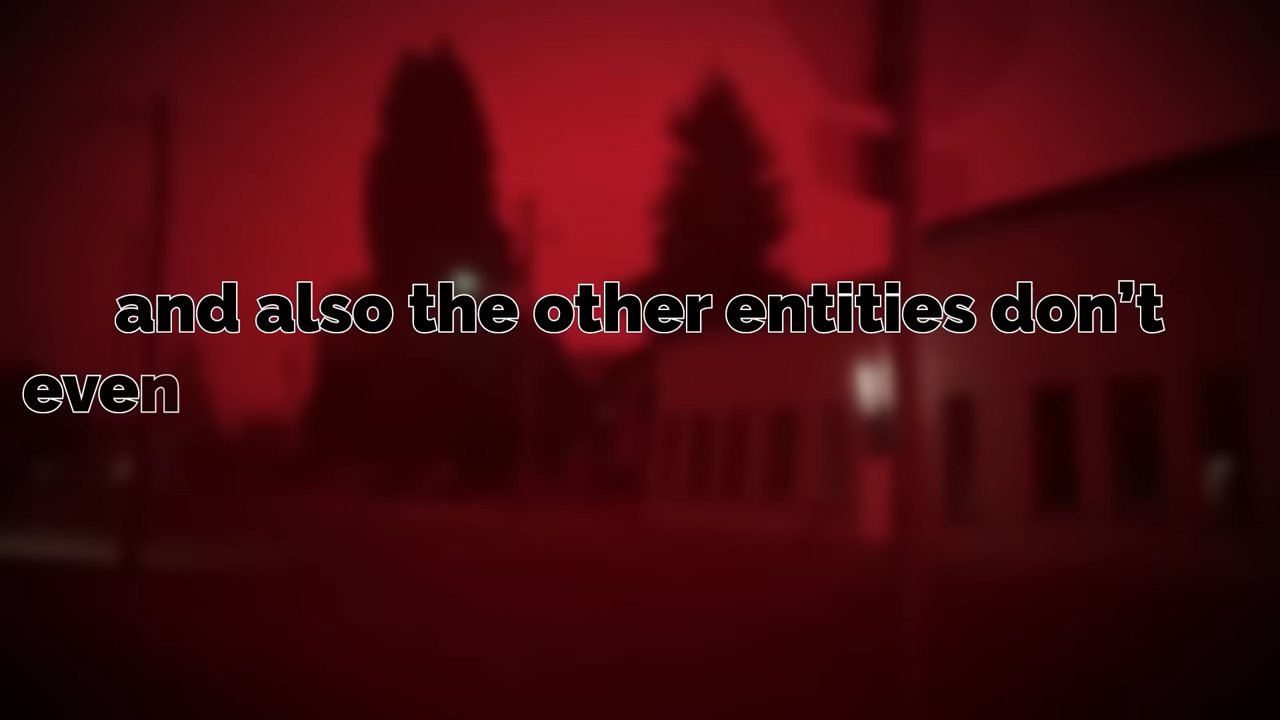 and also the other entities don’t
even